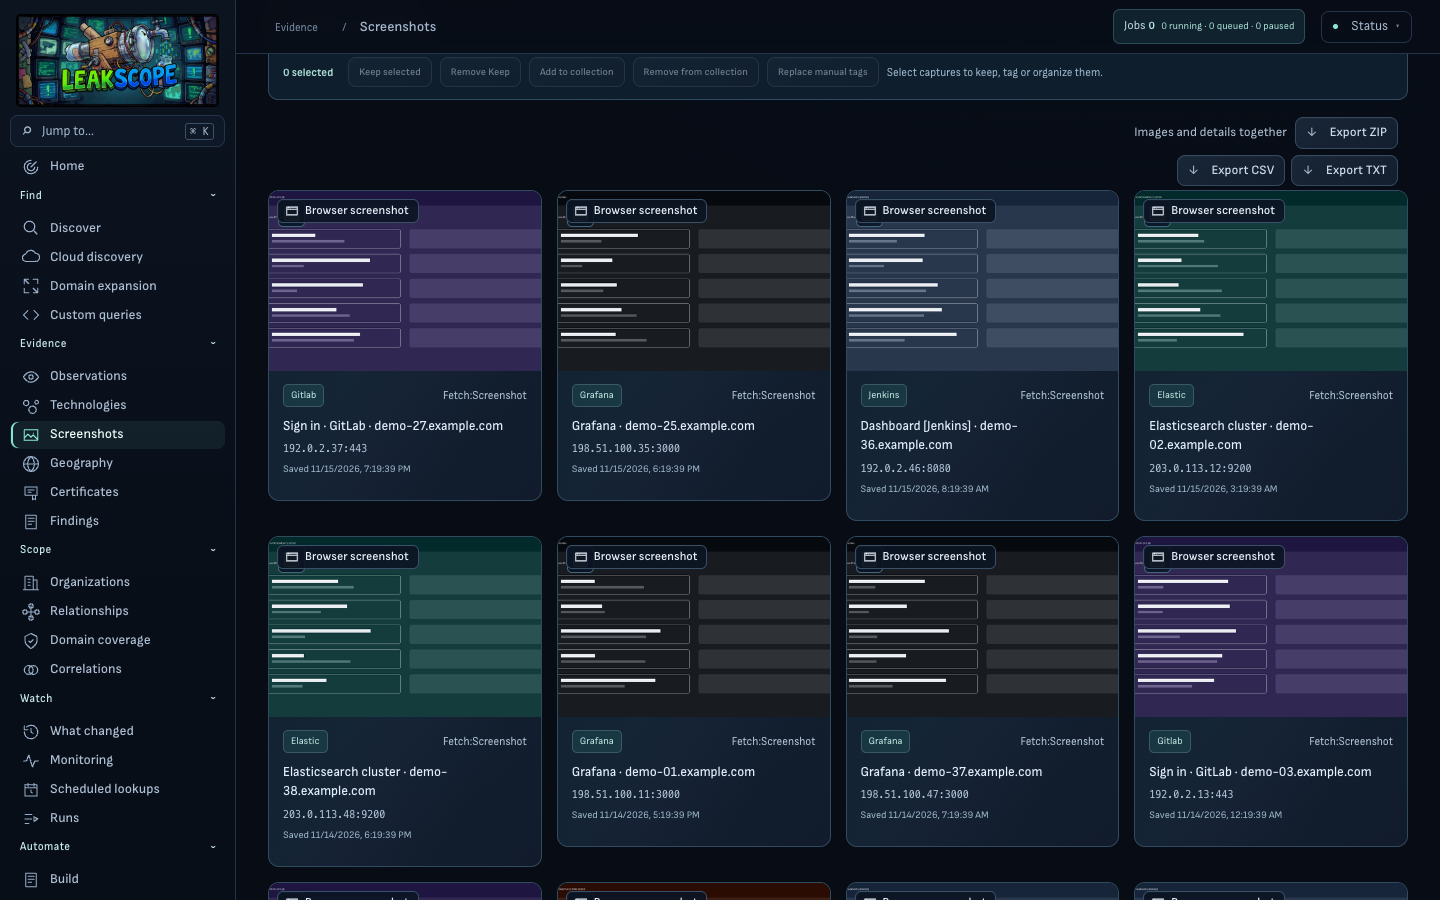 LEAKSCOPE
Jump to...
⌘ K
Home
Find
Discover
Cloud discovery
Domain expansion
Custom queries
Evidence
Observations
Technologies
Screenshots
Geography
Certificates
Findings
Scope
Organizations
Relationships
Domain coverage
Correlations
Watch
What changed
Monitoring
Scheduled lookups
Runs
Automate
Build
Evidence / Screenshots
Jobs 0 0 running · 0 queued · 0 paused
Status
0 selected Keep selected Remove Keep Add to collection Remove from collection Replace manual tags Select captures to keep, tag or organize them.
Images and details together Export ZIP
Export CSV Export TXT
Browser screenshot
Gitlab Fetch:Screenshot
Sign in · GitLab · demo-27.example.com
192.0.2.37:443
Saved 11/15/2026, 7:19:39 PM
Browser screenshot
Grafana Fetch:Screenshot
Grafana · demo-25.example.com
198.51.100.35:3000
Saved 11/15/2026, 6:19:39 PM
Browser screenshot
Jenkins Fetch:Screenshot
Dashboard [Jenkins] · demo-
36.example.com
192.0.2.46:8080
Saved 11/15/2026, 8:19:39 AM
Browser screenshot
Elastic Fetch:Screenshot
Elasticsearch cluster · demo-
02.example.com
203.0.113.12:9200
Saved 11/15/2026, 3:19:39 AM
Browser screenshot
Elastic Fetch:Screenshot
Elasticsearch cluster · demo-
38.example.com
203.0.113.48:9200
Saved 11/14/2026, 6:19:39 PM
Browser screenshot
Grafana Fetch:Screenshot
Grafana · demo-01.example.com
198.51.100.11:3000
Saved 11/14/2026, 5:19:39 PM
Browser screenshot
Grafana Fetch:Screenshot
Grafana · demo-37.example.com
198.51.100.47:3000
Saved 11/14/2026, 7:19:39 AM
Browser screenshot
Gitlab Fetch:Screenshot
Sign in · GitLab · demo-03.example.com
192.0.2.13:443
Saved 11/14/2026, 12:19:39 AM